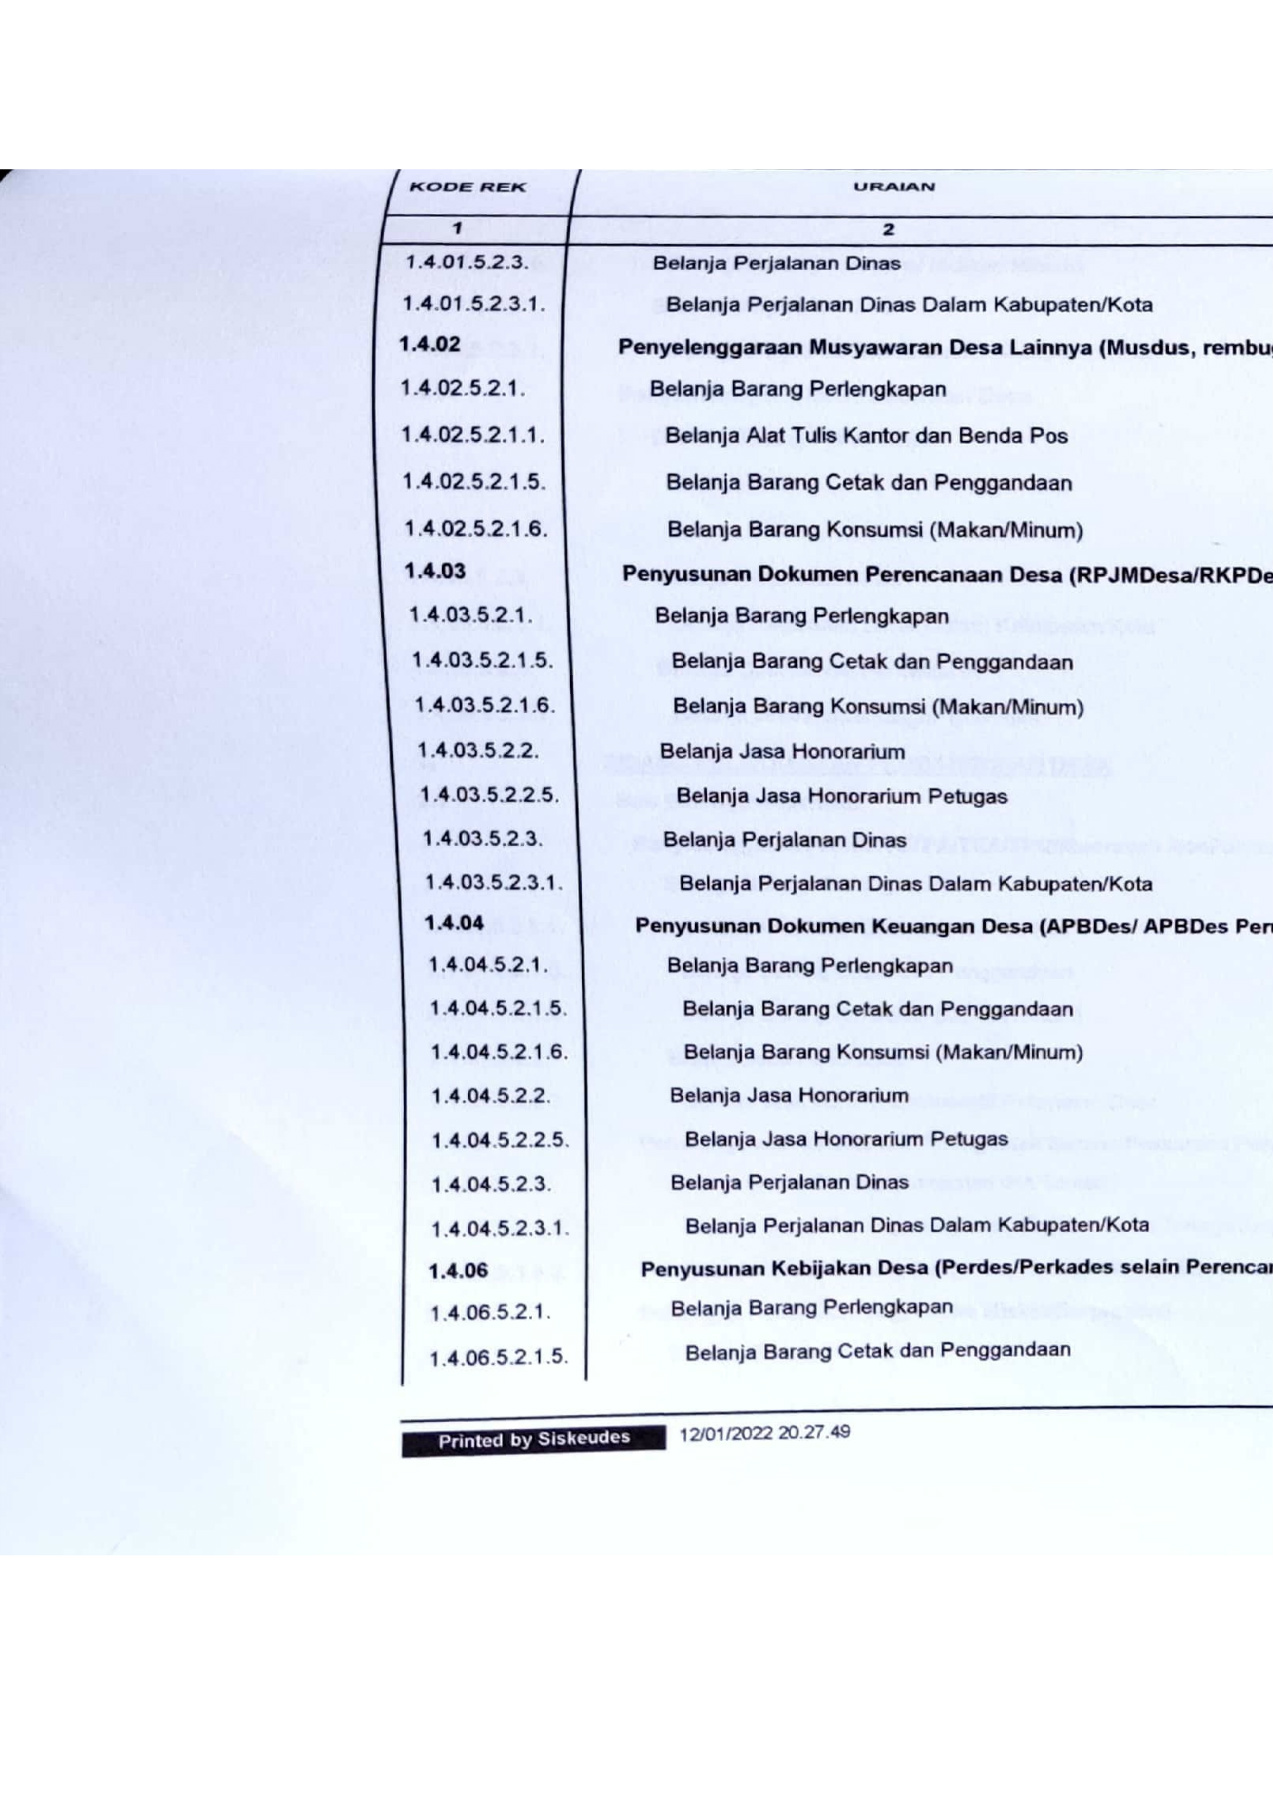 KODE REK URAIAN
1 2
1.4.01.5.2.3. Belanja Perjalanan Dinas
1.4.01.5.2.3.1. Belanja Perjalanan Dinas Dalam Kabupaten/Kota
1.4.02 Penyelenggaraan Musyawaran Desa Lainnya (Musdus, rembu
1.4.02.5.2.1. Belanja Barang Perlengkapan
1.4.02.5.2.1.1. Belanja Alat Tulis Kantor dan Benda Pos
1.4.02.5.2.1.5. Belanja Barang Cetak dan Penggandaan
1.4.02.5.2.1.6. Belanja Barang Konsumsi (Makan/Minum)
1.4.03 Penyusunan Dokumen Perencanaan Desa (RPJMDesa/RKPDe
1.4.03.5.2.1. Belanja Barang Perlengkapan
1.4.03.5.2.1.5. Belanja Barang Cetak dan Penggandaan
1.4.03.5.2.1.6. Belanja Barang Konsumsi (Makan/Minum)
1.4.03.5.2.2. Belanja Jasa Honorarium
1.4.03.5.2.2.5. Belanja Jasa Honorarium Petugas
1.4.03.5.2.3. Belanja Perjalanan Dinas
1.4.03.5.2.3.1. Belanja Perjalanan Dinas Dalam Kabupaten/Kota
1.4.04 Penyusunan Dokumen Keuangan Desa (APBDes/ APBDes Per
1.4.04.5.2.1. Belanja Barang Perlengkapan
1.4.04.5.2.1.5. Belanja Barang Cetak dan Penggandaan
1.4.04.5.2.1.6. Belanja Barang Konsumsi (Makan/Minum)
1.4.04.5.2.2. Belanja Jasa Honorarium
1.4.04.5.2.2.5. Belanja Jasa Honorarium Petugas
1.4.04.5.2.3. Belanja Perjalanan Dinas
1.4.04.5.2.3.1. Belanja Perjalanan Dinas Dalam Kabupaten/Kota
1.4.06 Penyusunan Kebijakan Desa (Perdes/Perkades selain Perenca
1.4.06.5.2.1. Belanja Barang Perlengkapan
1.4.06.5.2.1.5. Belanja Barang Cetak dan Penggandaan
Printed by Siskeudes 12/01/2022 20.27.49